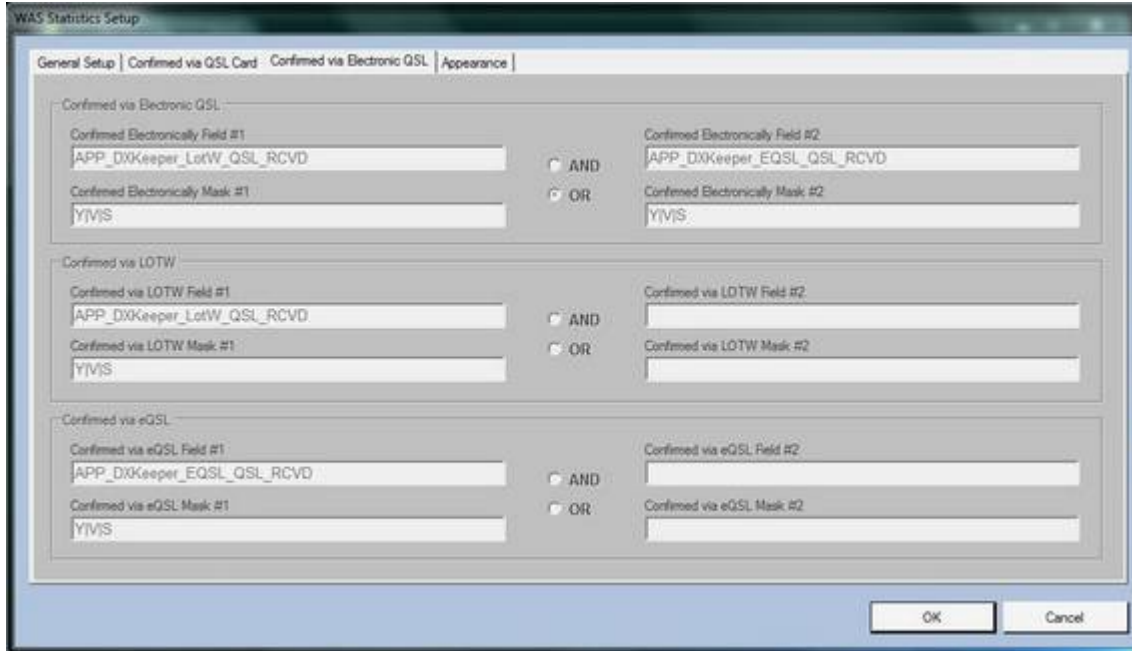 WAS Statistics Setup
General Setup | Confirmed via QSL Card | Confirmed via Electronic QSL | Appearance |
Confirmed via Electronic QSL
Confirmed Electronically Field #1
Confirmed Electronically Field #2
APP_DXKeeper_LotW_QSL_RCVD
AND
APP_DXKeeper_EQSL_QSL_RCVD
Confirmed Electronically Mask #1
OR
Confirmed Electronically Mask #2
Y|V|S
Y|V|S
Confirmed via LOTW
Confirmed via LOTW Field #1
Confirmed via LOTW Field #2
APP_DXKeeper_LotW_QSL_RCVD
AND
Confirmed via LOTW Mask #1
OR
Confirmed via LOTW Mask #2
Y|V|S
Confirmed via eQSL
Confirmed via eQSL Field #1
Confirmed via eQSL Field #2
APP_DXKeeper_EQSL_QSL_RCVD
AND
Confirmed via eQSL Mask #1
OR
Confirmed via eQSL Mask #2
Y|V|S
OK
Cancel